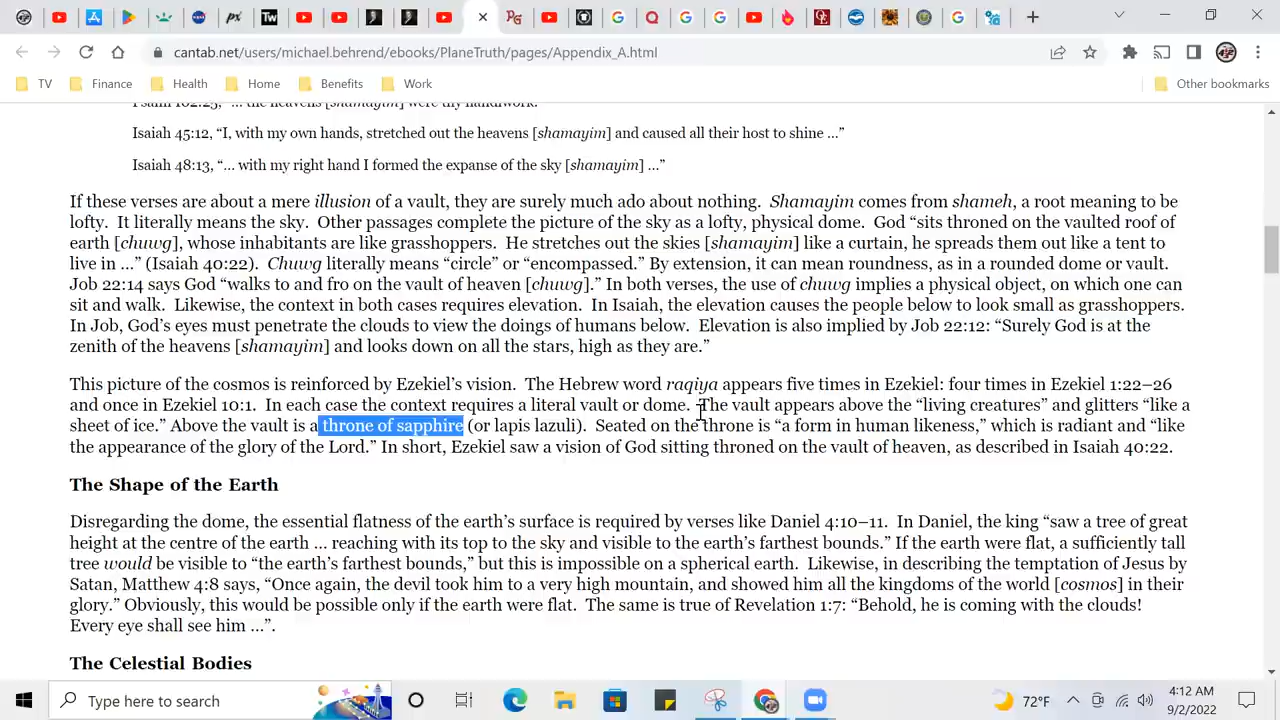 cantab.net/users/michael.behrend/ebooks/PlaneTruth/pages/Appendix_A.html
TV Finance Health Home Benefits Work Other bookmarks
Psalm 102:25, “… the heavens [shamayim] were thy handiwork.”
Isaiah 45:12, “I, with my own hands, stretched out the heavens [shamayim] and caused all their host to shine …”
Isaiah 48:13, “… with my right hand I formed the expanse of the sky [shamayim] …”
If these verses are about a mere illusion of a vault, they are surely much ado about nothing. Shamayim comes from shameh, a root meaning to be
lofty. It literally means the sky. Other passages complete the picture of the sky as a lofty, physical dome. God “sits throned on the vaulted roof of
earth [chuwg], whose inhabitants are like grasshoppers. He stretches out the skies [shamayim] like a curtain, he spreads them out like a tent to
live in …” (Isaiah 40:22). Chuwg literally means “circle” or “encompassed.” By extension, it can mean roundness, as in a rounded dome or vault.
Job 22:14 says God “walks to and fro on the vault of heaven [chuwg].” In both verses, the use of chuwg implies a physical object, on which one can
sit and walk. Likewise, the context in both cases requires elevation. In Isaiah, the elevation causes the people below to look small as grasshoppers.
In Job, God’s eyes must penetrate the clouds to view the doings of humans below. Elevation is also implied by Job 22:12: “Surely God is at the
zenith of the heavens [shamayim] and looks down on all the stars, high as they are.”
This picture of the cosmos is reinforced by Ezekiel’s vision. The Hebrew word raqiya appears five times in Ezekiel: four times in Ezekiel 1:22–26
and once in Ezekiel 10:1. In each case the context requires a literal vault or dome. The vault appears above the “living creatures” and glitters “like a
sheet of ice.” Above the vault is a throne of sapphire (or lapis lazuli). Seated on the throne is “a form in human likeness,” which is radiant and “like
the appearance of the glory of the Lord.” In short, Ezekiel saw a vision of God sitting throned on the vault of heaven, as described in Isaiah 40:22.
The Shape of the Earth
Disregarding the dome, the essential flatness of the earth’s surface is required by verses like Daniel 4:10–11. In Daniel, the king “saw a tree of great
height at the centre of the earth … reaching with its top to the sky and visible to the earth’s farthest bounds.” If the earth were flat, a sufficiently tall
tree would be visible to “the earth’s farthest bounds,” but this is impossible on a spherical earth. Likewise, in describing the temptation of Jesus by
Satan, Matthew 4:8 says, “Once again, the devil took him to a very high mountain, and showed him all the kingdoms of the world [cosmos] in their
glory.” Obviously, this would be possible only if the earth were flat. The same is true of Revelation 1:7: “Behold, he is coming with the clouds!
Every eye shall see him …”.
The Celestial Bodies
Type here to search
72°F
4:12 AM
9/2/2022